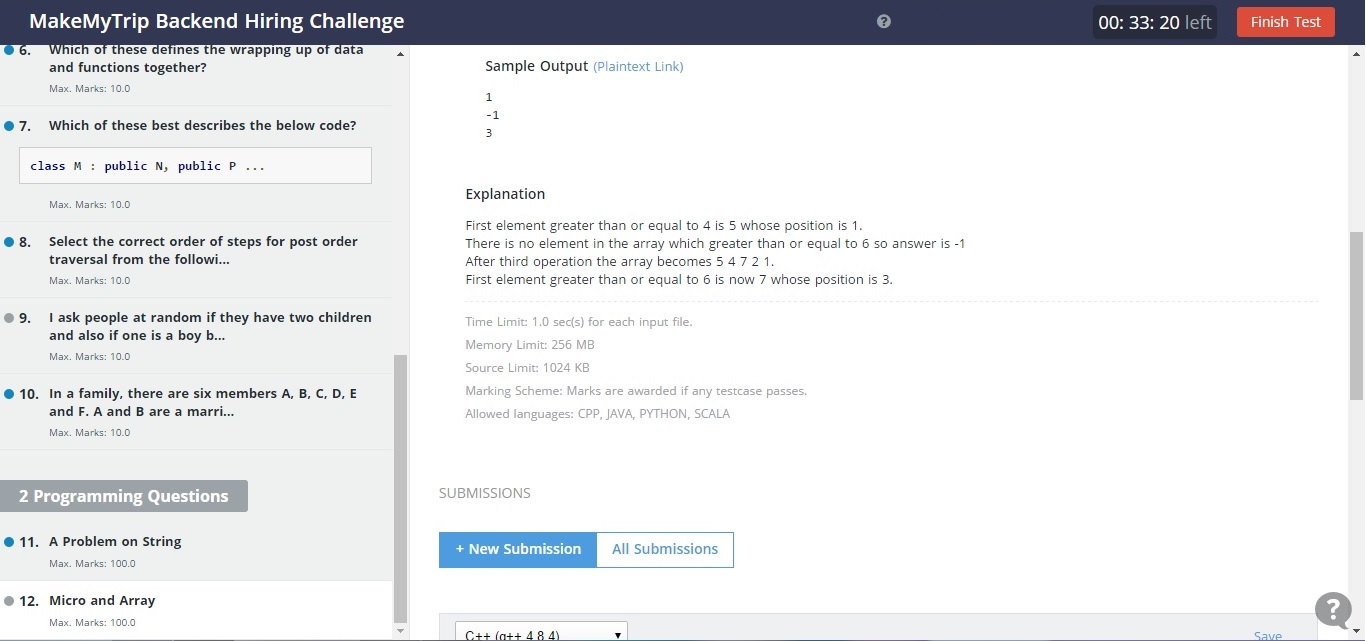 MakeMyTrip Backend Hiring Challenge
?
00: 33: 20 left
Finish Test
6. Which of these defines the wrapping up of data
and functions together?
Max. Marks: 10.0
7. Which of these best describes the below code?
class M : public N, public P ...
Max. Marks: 10.0
8. Select the correct order of steps for post order
traversal from the followi...
Max. Marks: 10.0
9. I ask people at random if they have two children
and also if one is a boy b...
Max. Marks: 10.0
10. In a family, there are six members A, B, C, D, E
and F. A and B are a marri...
Max. Marks: 10.0
2 Programming Questions
11. A Problem on String
Max. Marks: 100.0
12. Micro and Array
Max. Marks: 100.0
Sample Output (Plaintext Link)
1
-1
3
Explanation
First element greater than or equal to 4 is 5 whose position is 1.
There is no element in the array which greater than or equal to 6 so answer is -1
After third operation the array becomes 5 4 7 2 1.
First element greater than or equal to 6 is now 7 whose position is 3.
Time Limit: 1.0 sec(s) for each input file.
Memory Limit: 256 MB
Source Limit: 1024 KB
Marking Scheme: Marks are awarded if any testcase passes.
Allowed languages: CPP, JAVA, PYTHON, SCALA
SUBMISSIONS
+ New Submission
All Submissions
C++ (g++ 4.8.4)
Save
?